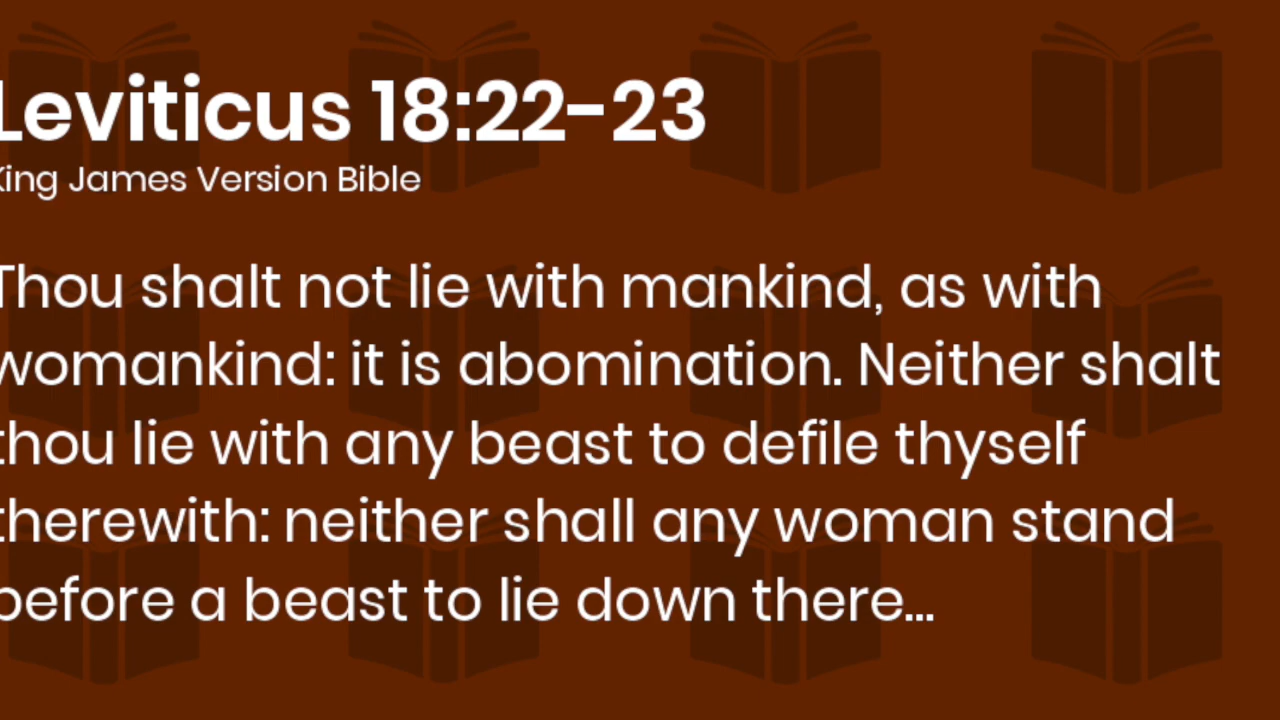 Leviticus 18:22-23
King James Version Bible
Thou shalt not lie with mankind, as with
womankind: it is abomination. Neither shalt
thou lie with any beast to defile thyself
therewith: neither shall any woman stand
before a beast to lie down there...